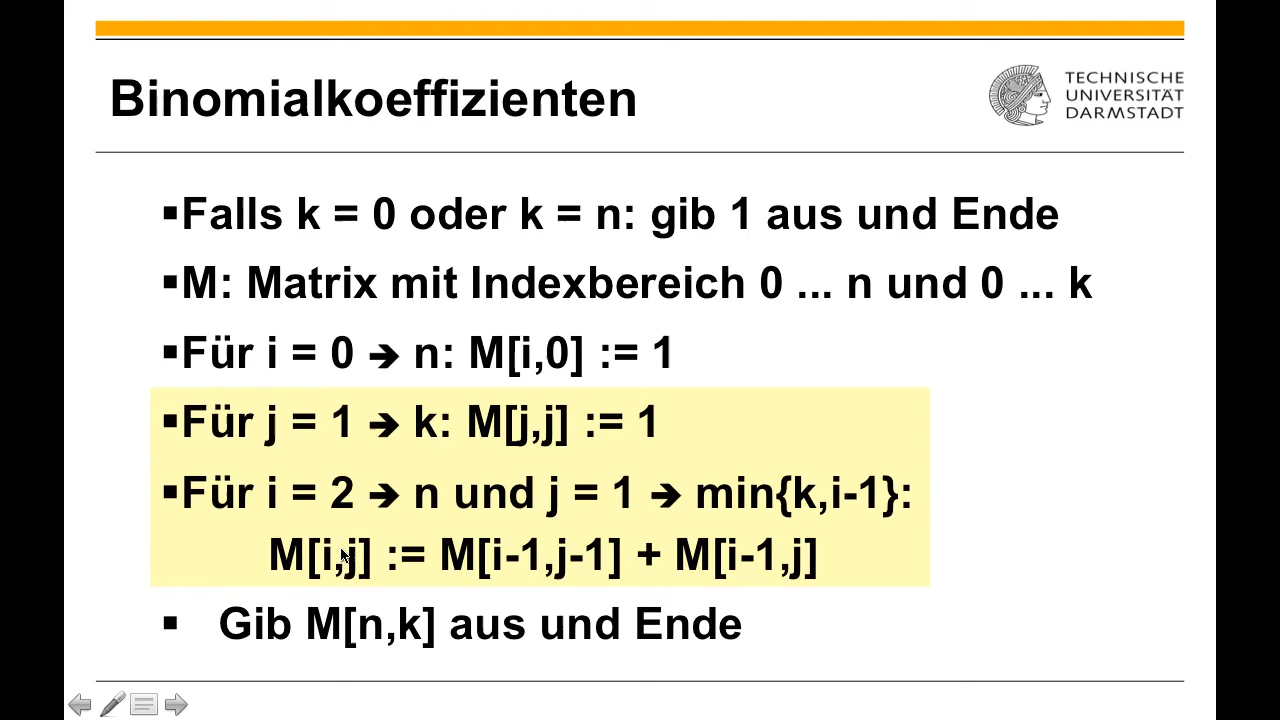 Binomialkoeffizienten
TECHNISCHE
UNIVERSITÄT
DARMSTADT
▪Falls k = 0 oder k = n: gib 1 aus und Ende
▪M: Matrix mit Indexbereich 0 ... n und 0 ... k
▪Für i = 0 ➔ n: M[i,0] := 1
▪Für j = 1 ➔ k: M[j,j] := 1
▪Für i = 2 ➔ n und j = 1 ➔ min{k,i-1}:
M[i,j] := M[i-1,j-1] + M[i-1,j]
▪ Gib M[n,k] aus und Ende